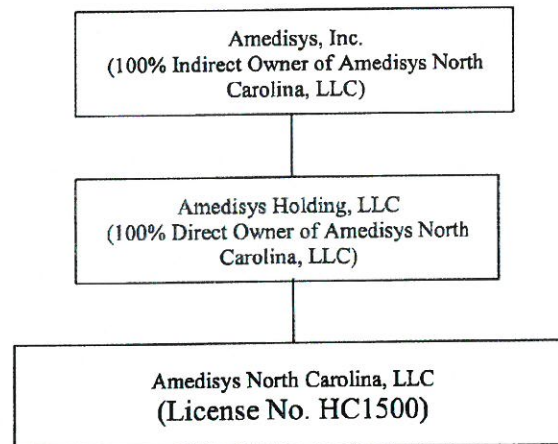 Amedisys, Inc.
(100% Indirect Owner of Amedisys North
Carolina, LLC)
Amedisys Holding, LLC
(100% Direct Owner of Amedisys North
Carolina, LLC)
Amedisys North Carolina, LLC
(License No. HC1500)